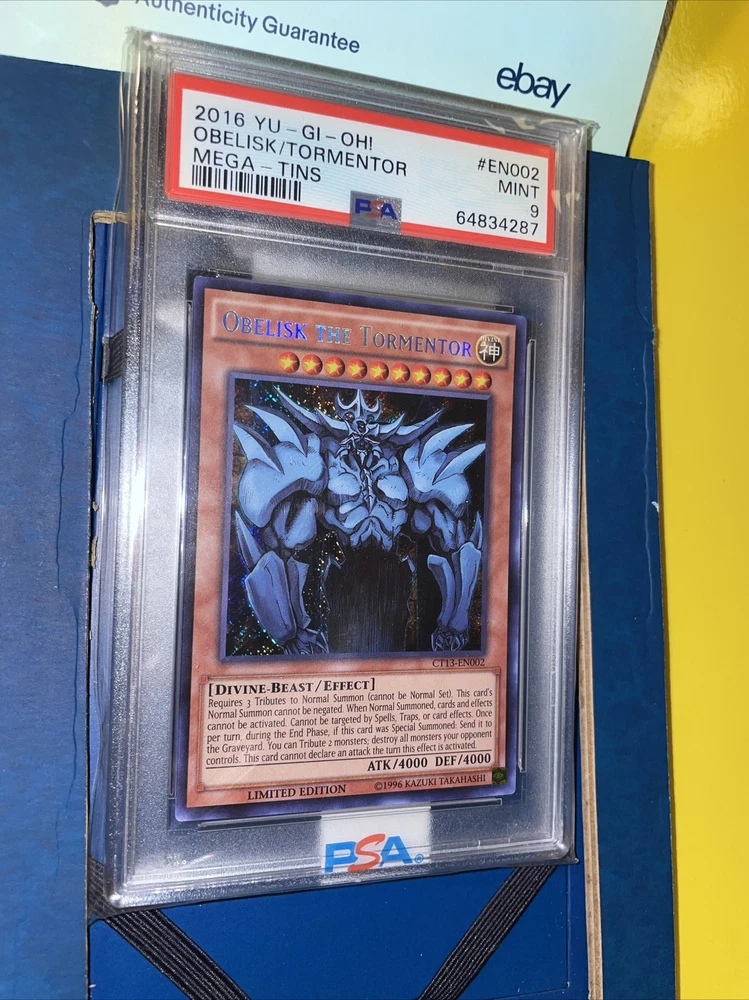 Authenticity Guarantee
ebay
2016 YU-GI-OH!
OBELISK/TORMENTOR
MEGA-TINS
#EN002
MINT
9
64834287
PSA
OBELISK THE TORMENTOR
神
CT13-EN002
[DIVINE-BEAST/EFFECT]
Requires 3 Tributes to Normal Summon (cannot be Normal Set). This card's
Normal Summon cannot be negated. When Normal Summoned, cards and effects
cannot be activated. Cannot be targeted by Spells, Traps, or card effects. Once
per turn, during the End Phase, if this card was Special Summoned: Send it to
the Graveyard. You can Tribute 2 monsters; destroy all monsters your opponent
controls. This card cannot declare an attack the turn this effect is activated.
ATK/4000 DEF/4000
LIMITED EDITION
©1996 KAZUKI TAKAHASHI
PSA®